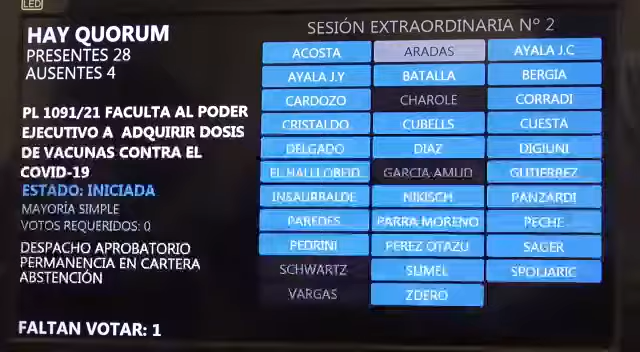 LED
HAY QUORUM
PRESENTES 28
AUSENTES 4
PL 1091/21 FACULTA AL PODER
EJECUTIVO A ADQUIRIR DOSIS
DE VACUNAS CONTRA EL
COVID-19
ESTADO: INICIADA
MAYORÍA SIMPLE
VOTOS REQUERIDOS: 0
DESPACHO APROBATORIO
PERMANENCIA EN CARTERA
ABSTENCIÓN
FALTAN VOTAR: 1
SESIÓN EXTRAORDINARIA Nº 2
ACOSTA ARADAS AYALA J.C
AYALA J.Y BATALLA BERGIA
CARDOZO CHAROLE CORRADI
CRISTALDO CUBELLS CUESTA
DELGADO DIAZ DIGIUNI
EL HALLI OBEID GARCIA AMUD GUTIERREZ
INSAURRALDE NIKISCH PANZARDI
PAREDES PARRA MORENO PECHE
PEDRINI PEREZ OTAZU SAGER
SCHWARTZ SLIMEL SPOLJARIC
VARGAS ZDERO